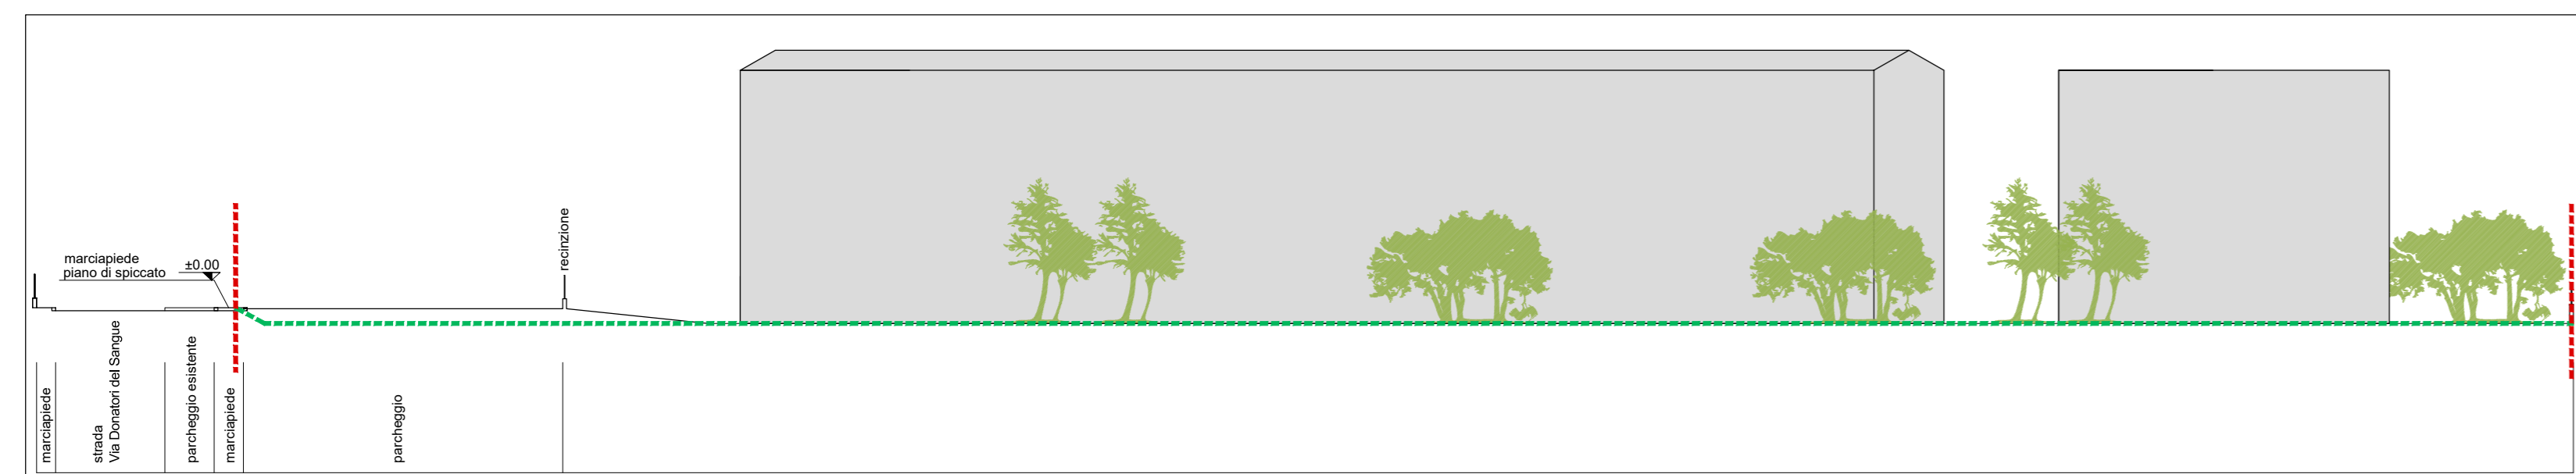 marciapiede
piano di spiccato
±0.00
recinzione
marciapiede
strada
Via Donatori del Sangue
parcheggio esistente
marciapiede
parcheggio